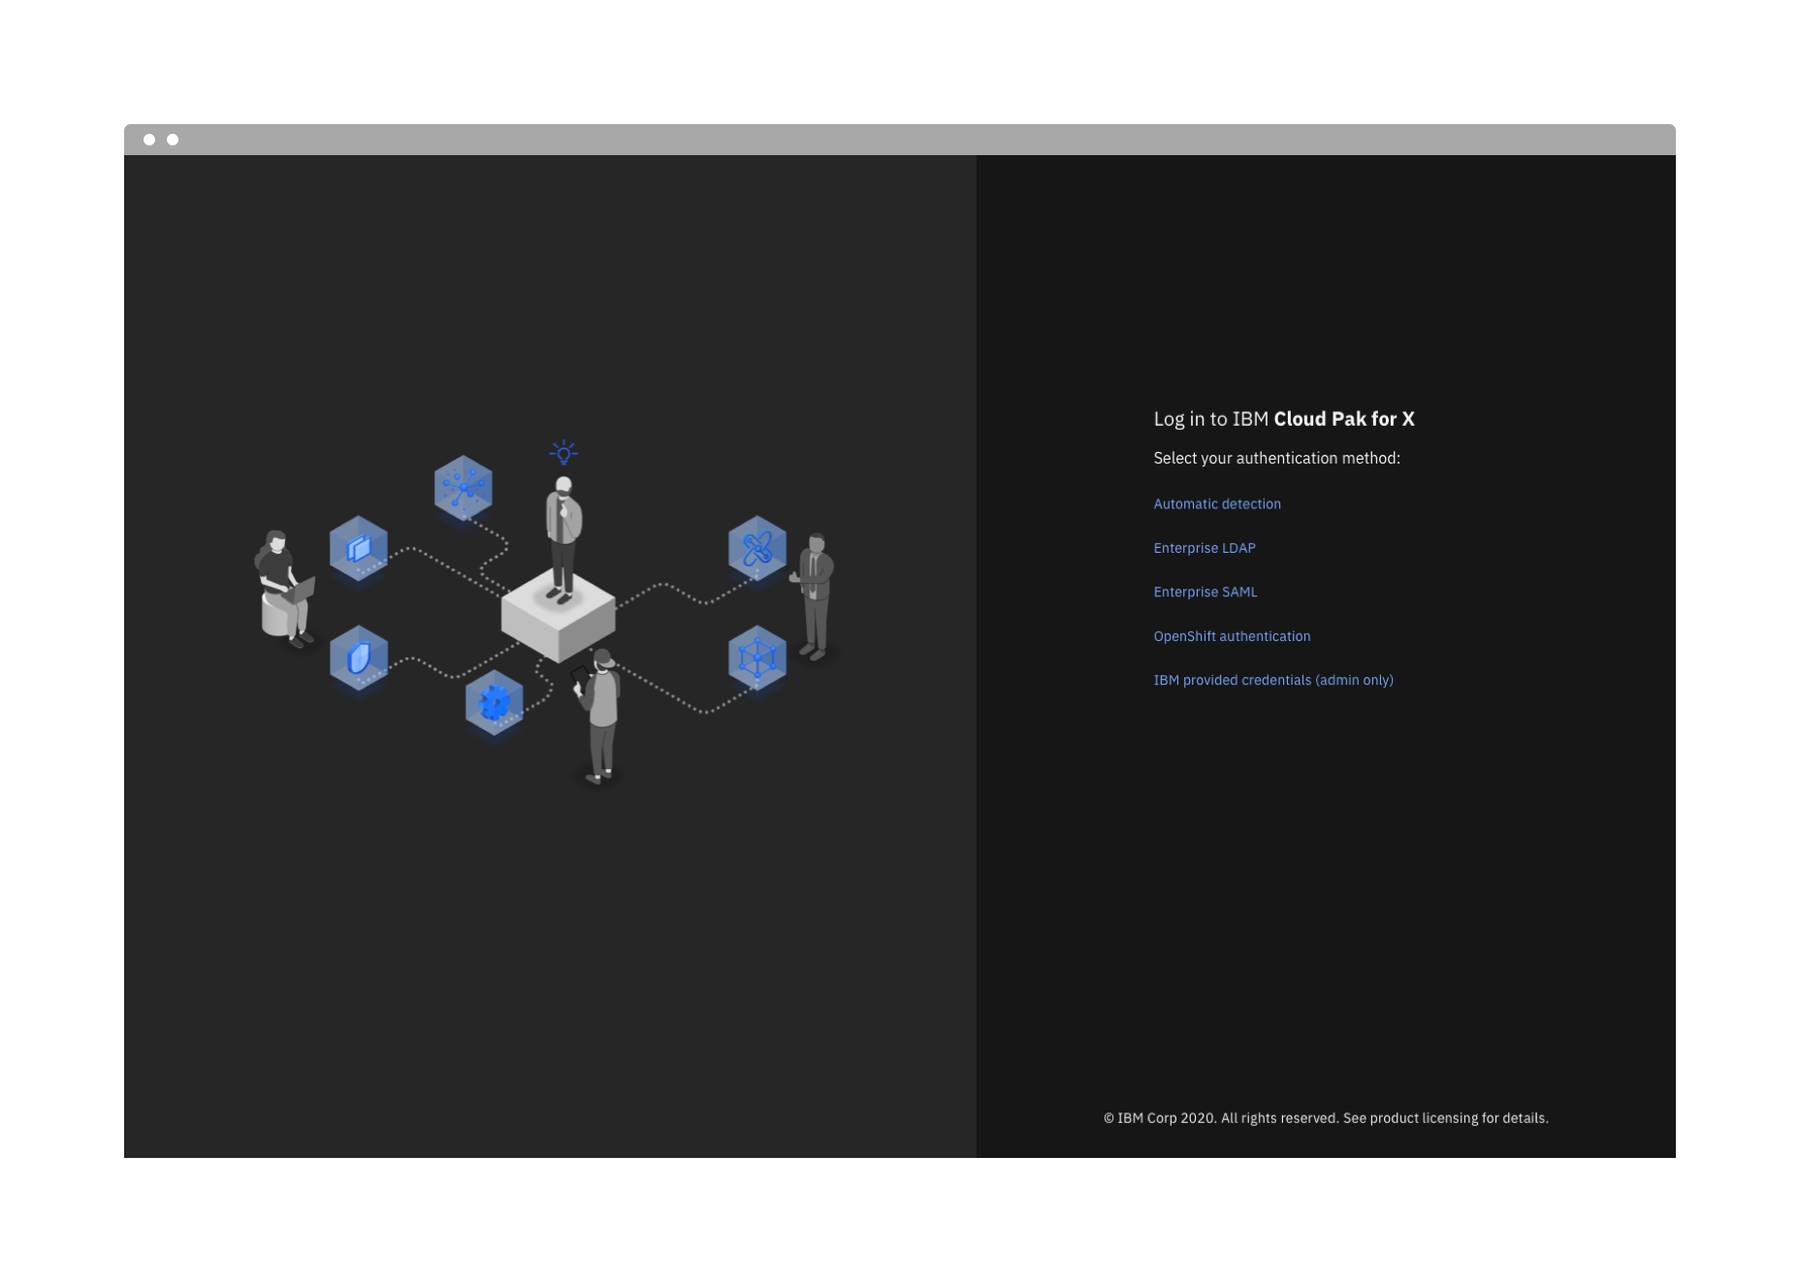 Log in to IBM Cloud Pak for X
Select your authentication method:
Automatic detection
Enterprise LDAP
Enterprise SAML
OpenShift authentication
IBM provided credentials (admin only)
© IBM Corp 2020. All rights reserved. See product licensing for details.